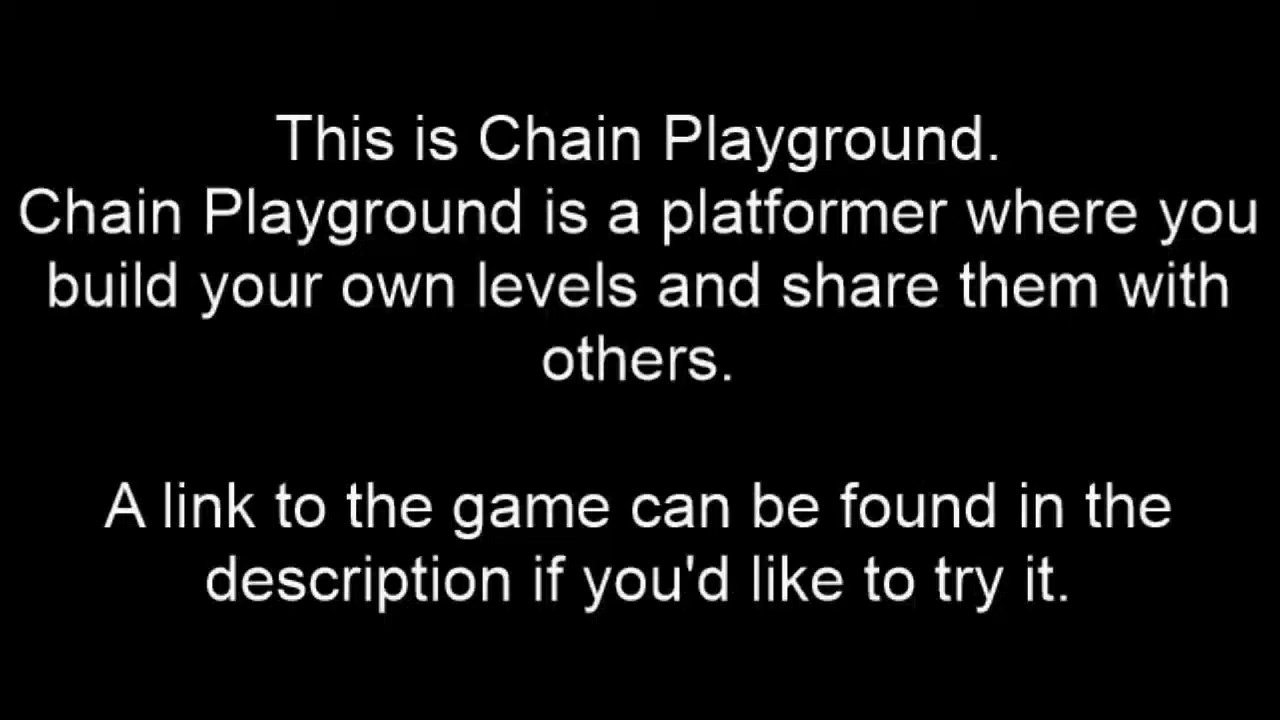 This is Chain Playground.
Chain Playground is a platformer where you
build your own levels and share them with
others.
A link to the game can be found in the
description if you'd like to try it.